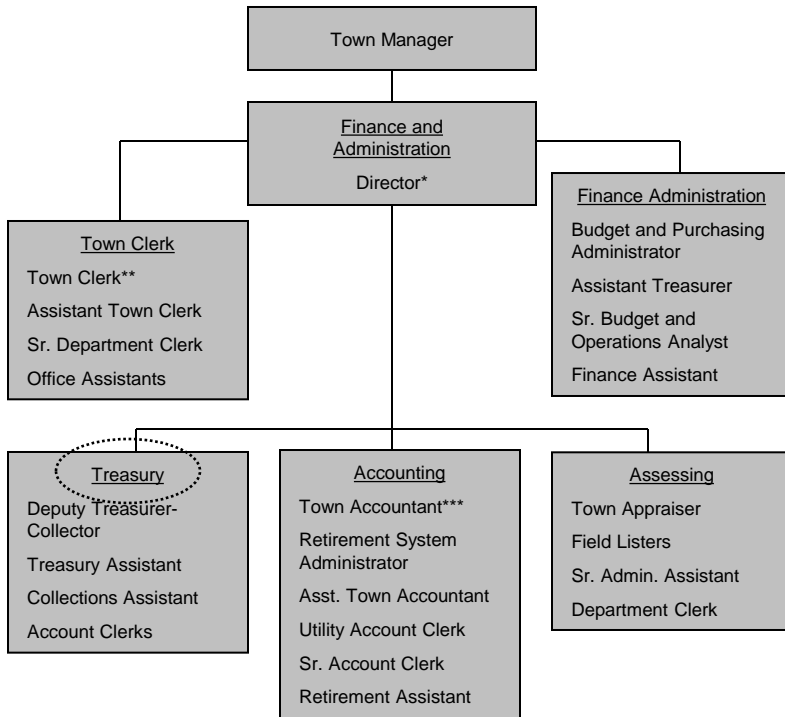 Town Manager
Finance and
Administration
Director*
Town Clerk
Town Clerk**
Assistant Town Clerk
Sr. Department Clerk
Office Assistants
Finance Administration
Budget and Purchasing
Administrator
Assistant Treasurer
Sr. Budget and
Operations Analyst
Finance Assistant
Treasury
Deputy Treasurer-
Collector
Treasury Assistant
Collections Assistant
Account Clerks
Accounting
Town Accountant***
Retirement System
Administrator
Asst. Town Accountant
Utility Account Clerk
Sr. Account Clerk
Retirement Assistant
Assessing
Town Appraiser
Field Listers
Sr. Admin. Assistant
Department Clerk